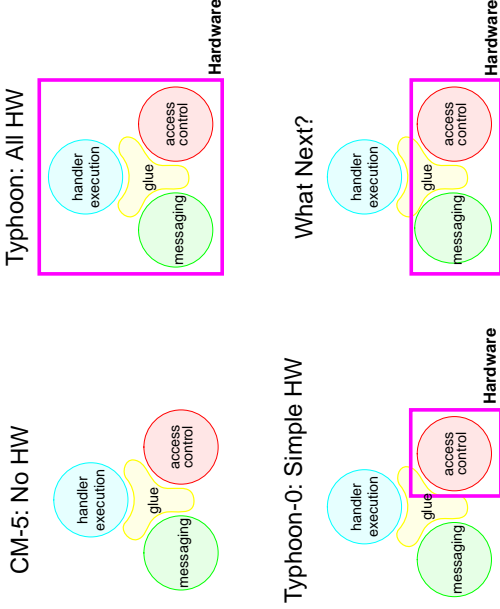 CM-5: No HW
handler
execution
glue
messaging
access
control
Typhoon: All HW
handler
execution
glue
messaging
access
control
Hardware
Typhoon-0: Simple HW
handler
execution
glue
messaging
access
control
Hardware
What Next?
handler
execution
glue
messaging
access
control
Hardware